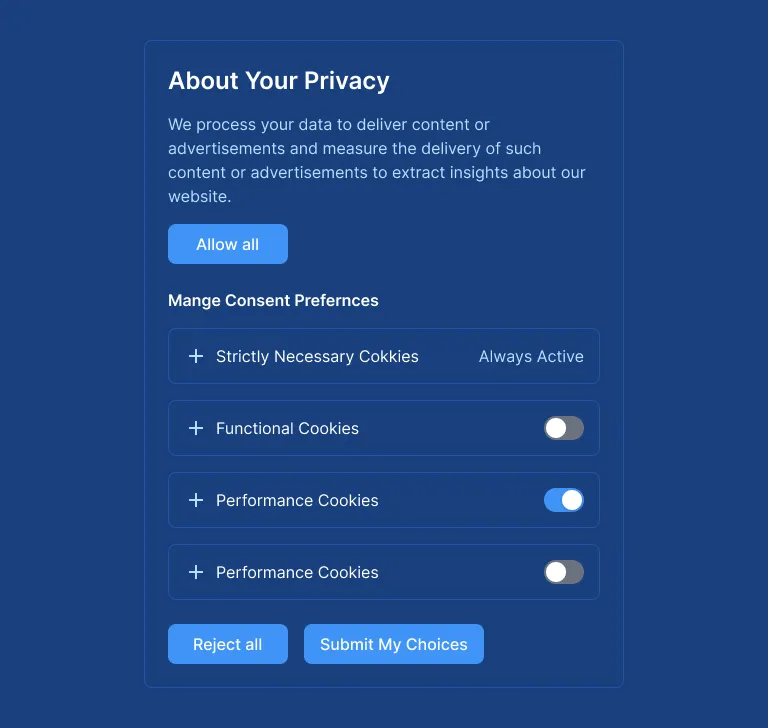 About Your Privacy
We process your data to deliver content or
advertisements and measure the delivery of such
content or advertisements to extract insights about our
website.
Allow all
Mange Consent Prefernces
Strictly Necessary Cokkies Always Active
Functional Cookies
Performance Cookies
Performance Cookies
Reject all Submit My Choices